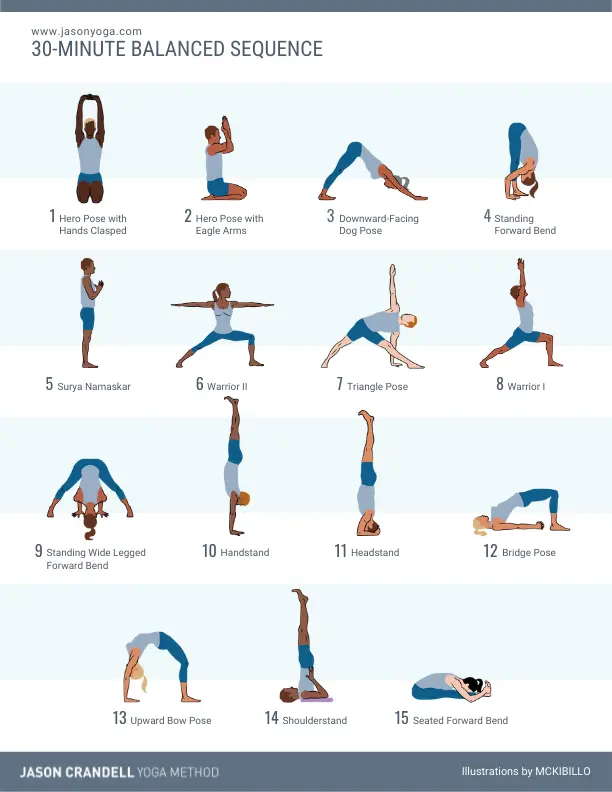 www.jasonyoga.com
30-MINUTE BALANCED SEQUENCE
1 Hero Pose with
Hands Clasped
2 Hero Pose with
Eagle Arms
3 Downward-Facing
Dog Pose
4 Standing
Forward Bend
5 Surya Namaskar
6 Warrior II
7 Triangle Pose
8 Warrior I
9 Standing Wide Legged
Forward Bend
10 Handstand
11 Headstand
12 Bridge Pose
13 Upward Bow Pose
14 Shoulderstand
15 Seated Forward Bend
JASON CRANDELL YOGA METHOD
Illustrations by MCKIBILLO